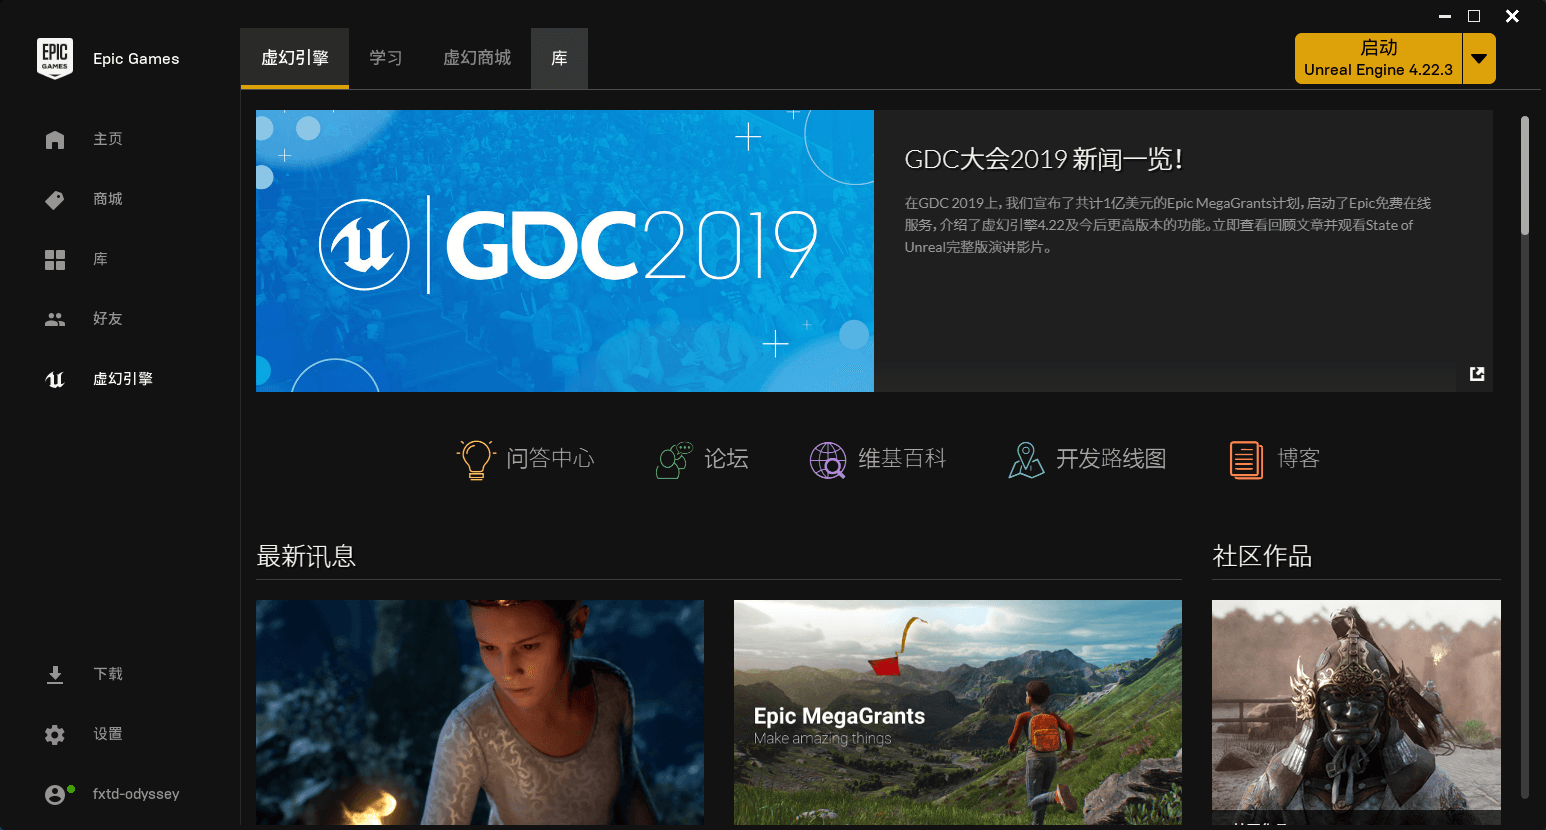 EPIC
GAMES
Epic Games
虚幻引擎
学习
虚幻商城
库
启动
Unreal Engine 4.22.3
主页
商城
库
好友
虚幻引擎
下载
设置
fxtd-odyssey
GDC 2019
GDC大会2019 新闻一览！
在GDC 2019上，我们宣布了共计1亿美元的Epic MegaGrants计划，启动了Epic免费在线
服务，介绍了虚幻引擎4.22及今后更高版本的功能。立即查看回顾文章并观看State of
Unreal完整版演讲影片。
问答中心
论坛
维基百科
开发路线图
博客
最新讯息
社区作品
Epic MegaGrants
Make amazing things